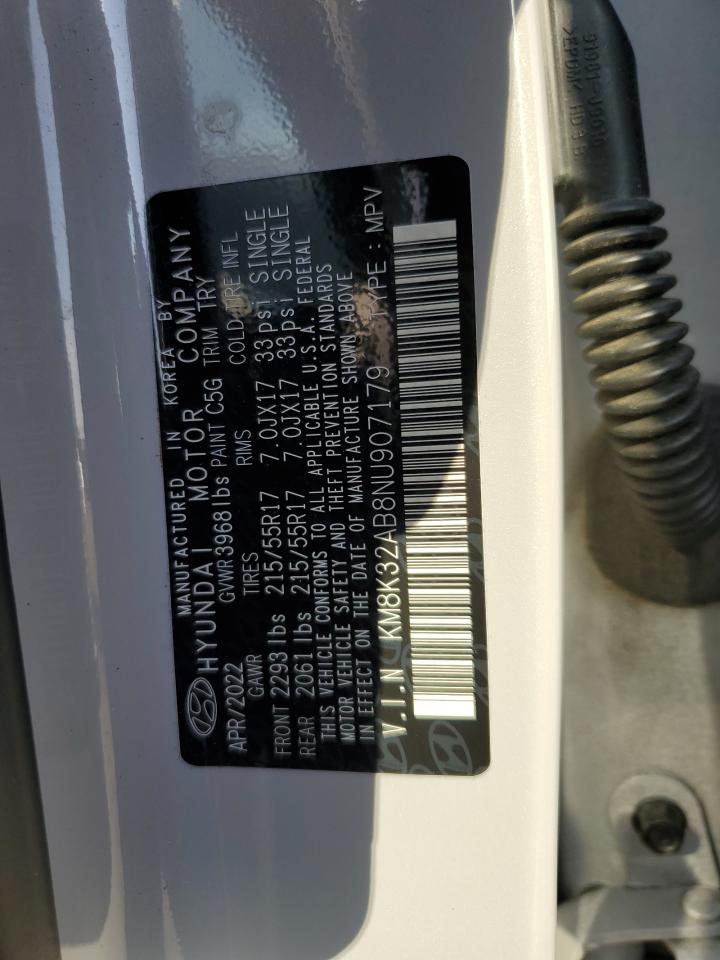 MANUFACTURED IN KOREA BY
HYUNDAI MOTOR COMPANY
APR/2022 GVWR 3968 lbs PAINT C5G TRIM TRY
GAWR TIRES RIMS COLD TIRE INFL
FRONT 2293 lbs 215/55R17 7.0JX17 33psi SINGLE
REAR 2061 lbs 215/55R17 7.0JX17 33psi SINGLE
THIS VEHICLE CONFORMS TO ALL APPLICABLE U.S.A. FEDERAL
MOTOR VEHICLE SAFETY AND THEFT PREVENTION STANDARDS
IN EFFECT ON THE DATE OF MANUFACTURE SHOWN ABOVE
V.I.N KM8K32AB8NU907179 TYPE : MPV
>EPDM<